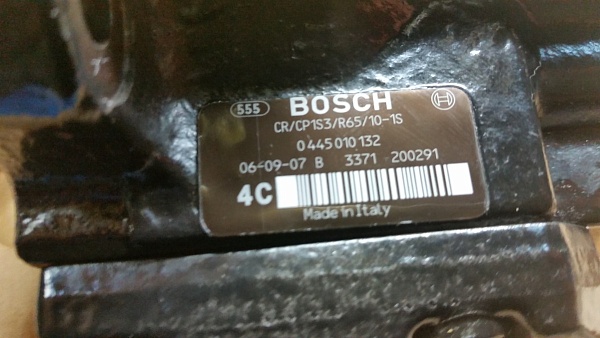 555 BOSCH
CR/CP1S3/R65/10-1S
0 445 010 132
06-09-07 B 3371 200291
4C
Made in Italy